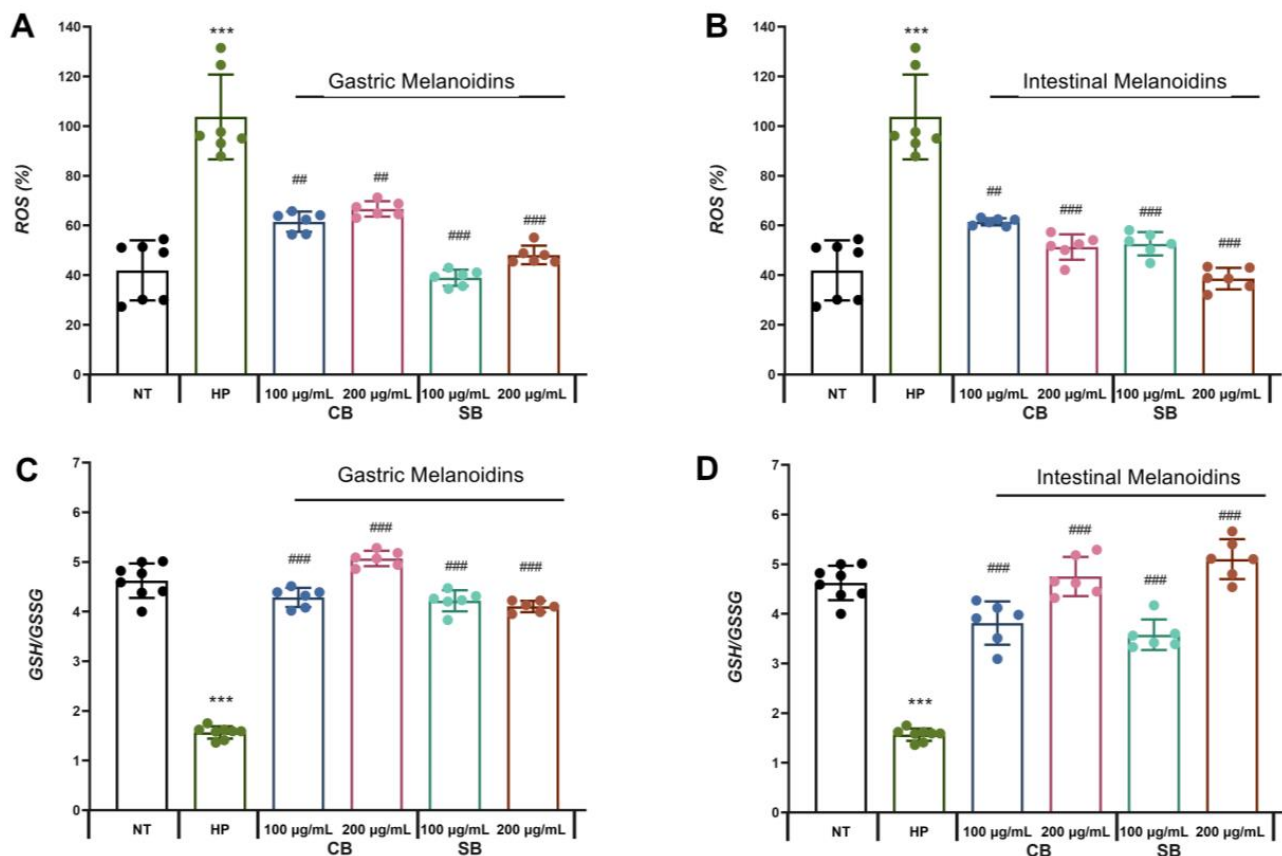 A
ROS (%)
140
120
100
80
60
40
20
0
***
Gastric Melanoidins
##
##
###
###
NT
HP
100 µg/mL
200 µg/mL
100 µg/mL
200 µg/mL
CB
SB
B
ROS (%)
140
120
100
80
60
40
20
0
***
Intestinal Melanoidins
##
###
###
###
NT
HP
100 µg/mL
200 µg/mL
100 µg/mL
200 µg/mL
CB
SB
C
GSH/GSSG
7
6
5
4
3
2
1
0
Gastric Melanoidins
***
###
###
###
###
NT
HP
100 µg/mL
200 µg/mL
100 µg/mL
200 µg/mL
CB
SB
D
GSH/GSSG
7
6
5
4
3
2
1
0
Intestinal Melanoidins
***
###
###
###
###
NT
HP
100 µg/mL
200 µg/mL
100 µg/mL
200 µg/mL
CB
SB